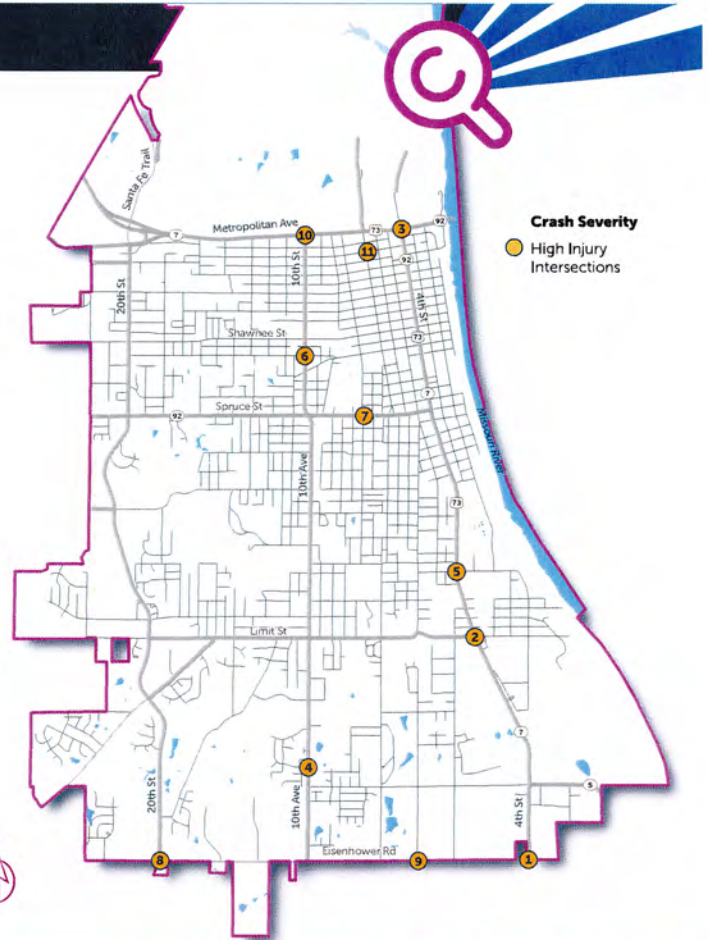 Santa Fe Trail
Metropolitan Ave
7
10
73
3
92
11
92
Crash Severity
High Injury
Intersections
20th St
10th St
4th St
Shawnee St
73
6
7
Spruce St
92
7
Missouri River
10th Ave
73
5
Limit St
2
7
4
20th St
10th Ave
4th St
5
Eisenhower Rd
8
9
1